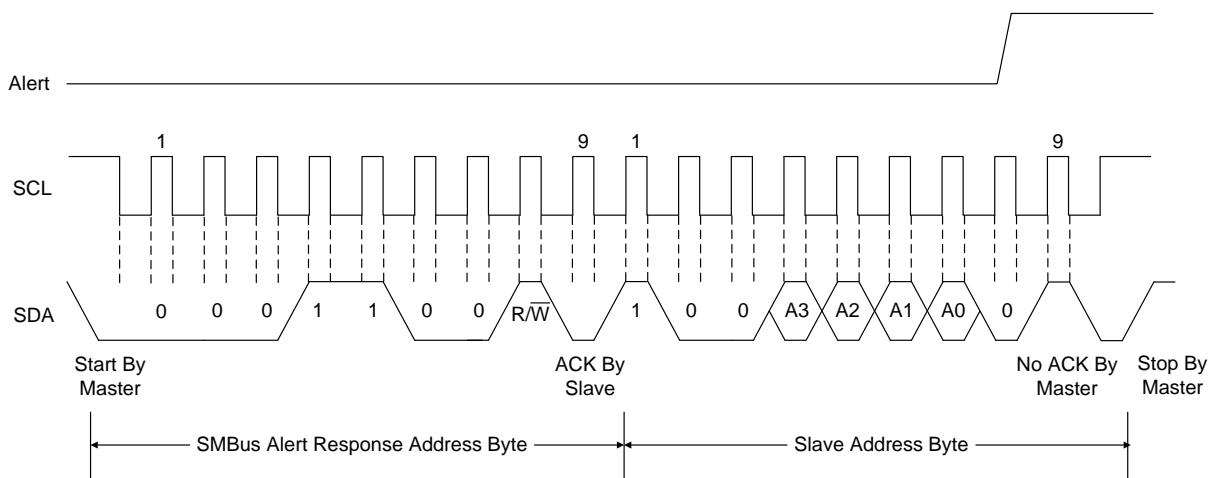 Alert
1 9 1 9
SCL
SDA 0 0 0 1 1 0 0 R/W̅ 1 0 0 A3 A2 A1 A0 0
Start By
Master
ACK By
Slave
No ACK By
Master
Stop By
Master
SMBus Alert Response Address Byte
Slave Address Byte